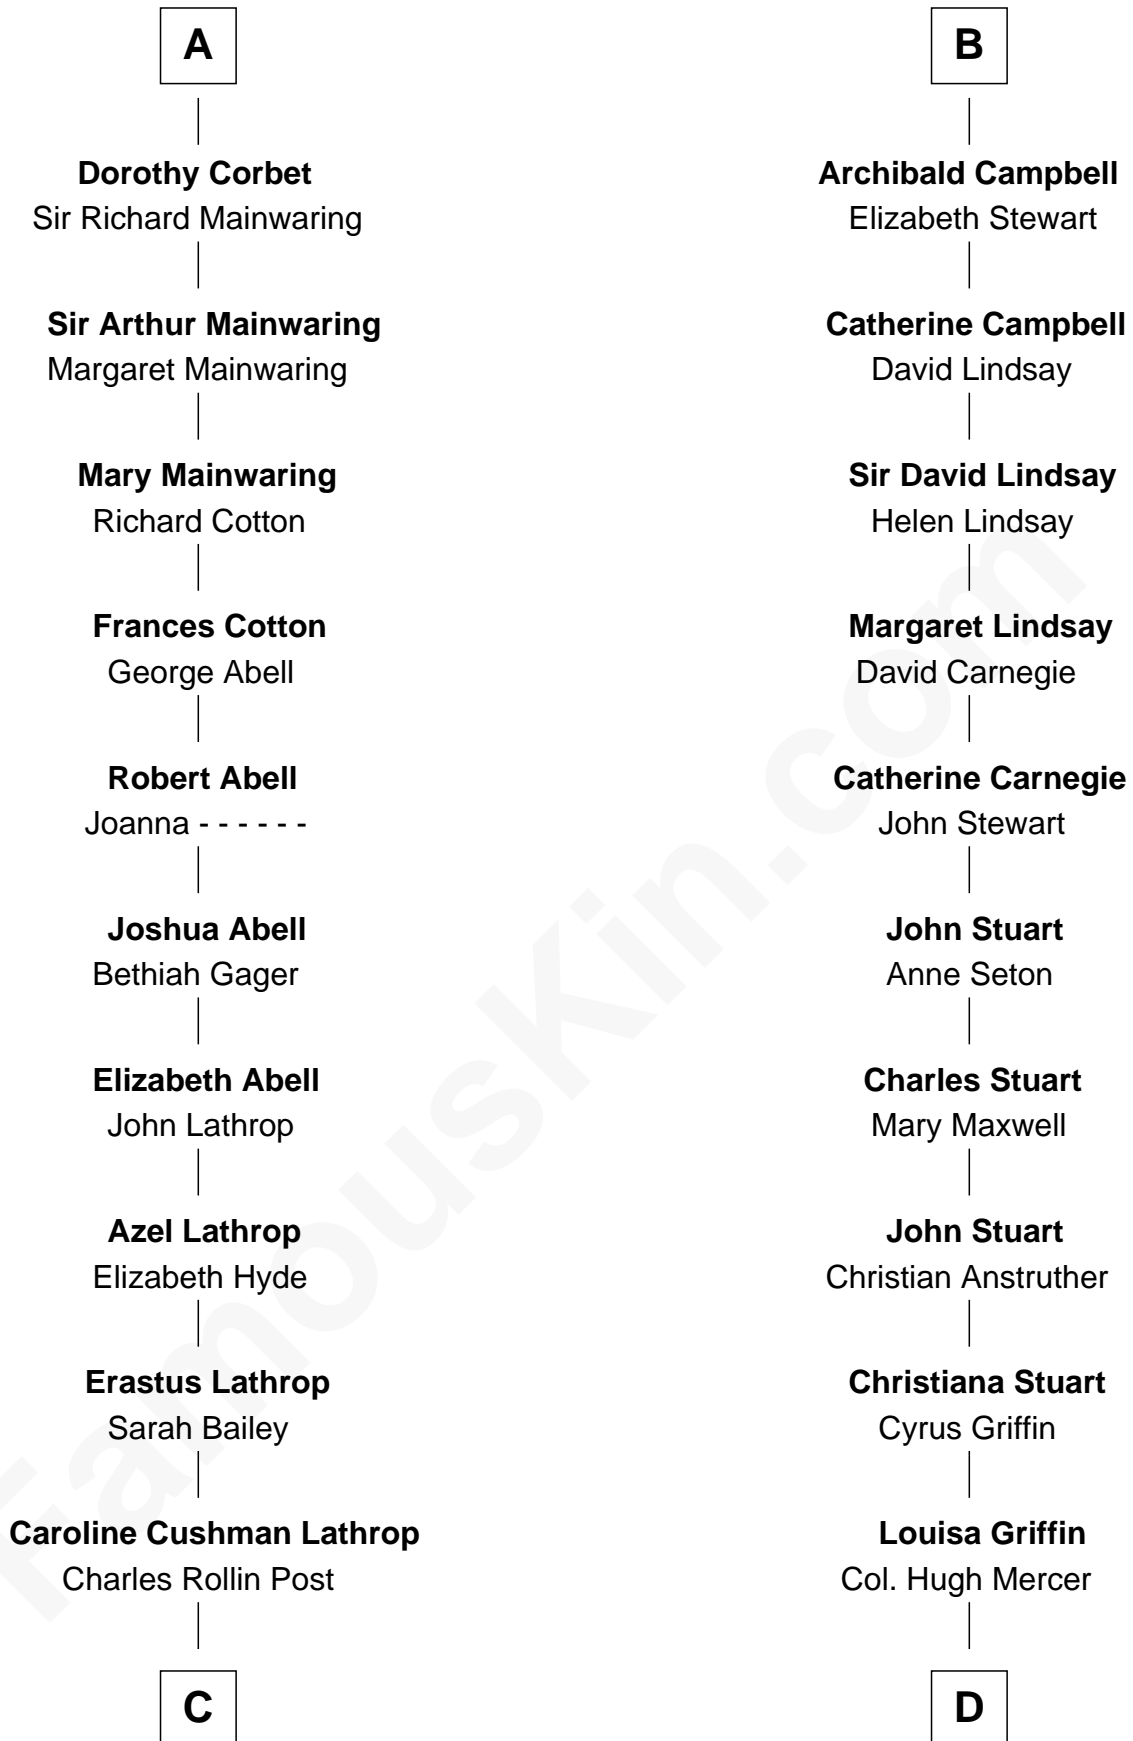 A
Dorothy Corbet
Sir Richard Mainwaring
Sir Arthur Mainwaring
Margaret Mainwaring
Mary Mainwaring
Richard Cotton
Frances Cotton
George Abell
Robert Abell
Joanna - - - - - -
Joshua Abell
Bethiah Gager
Elizabeth Abell
John Lathrop
Azel Lathrop
Elizabeth Hyde
Erastus Lathrop
Sarah Bailey
Caroline Cushman Lathrop
Charles Rollin Post
C
B
Archibald Campbell
Elizabeth Stewart
Catherine Campbell
David Lindsay
Sir David Lindsay
Helen Lindsay
Margaret Lindsay
David Carnegie
Catherine Carnegie
John Stewart
John Stuart
Anne Seton
Charles Stuart
Mary Maxwell
John Stuart
Christian Anstruther
Christiana Stuart
Cyrus Griffin
Louisa Griffin
Col. Hugh Mercer
D
FamousKin.com